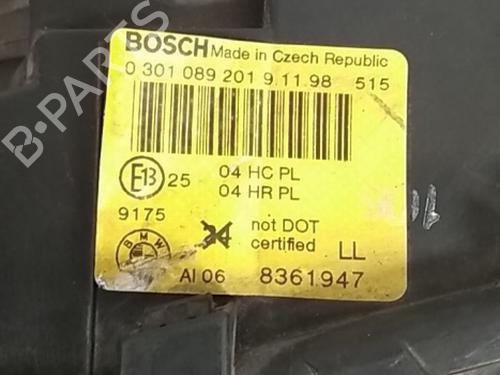 BOSCH Made in Czech Republic
0 301 089 201 9.11.98 515
E13 25 04 HC PL
04 HR PL
9175
BMW not DOT
certified LL
AI 06 8361947
B-PARTS